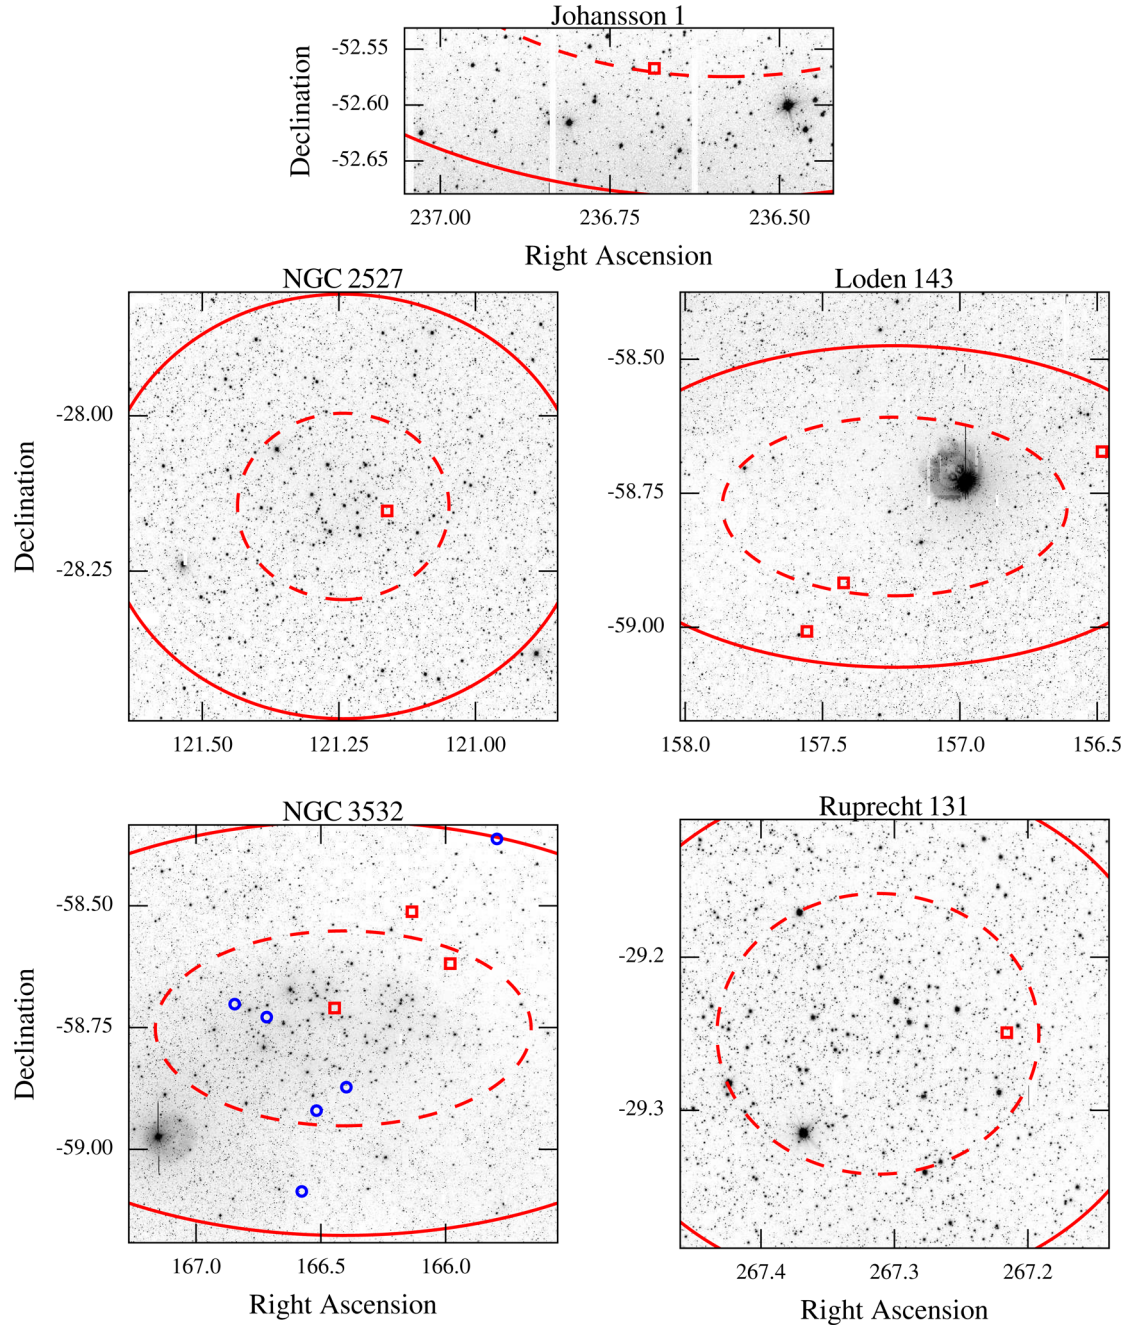 Johansson 1
Declination
-52.55
-52.60
-52.65
237.00 236.75 236.50
Right Ascension
NGC 2527
Declination
-28.00
-28.25
121.50 121.25 121.00
Loden 143
-58.50
-58.75
-59.00
158.0 157.5 157.0 156.5
NGC 3532
Declination
-58.50
-58.75
-59.00
167.0 166.5 166.0
Right Ascension
Ruprecht 131
-29.2
-29.3
267.4 267.3 267.2
Right Ascension